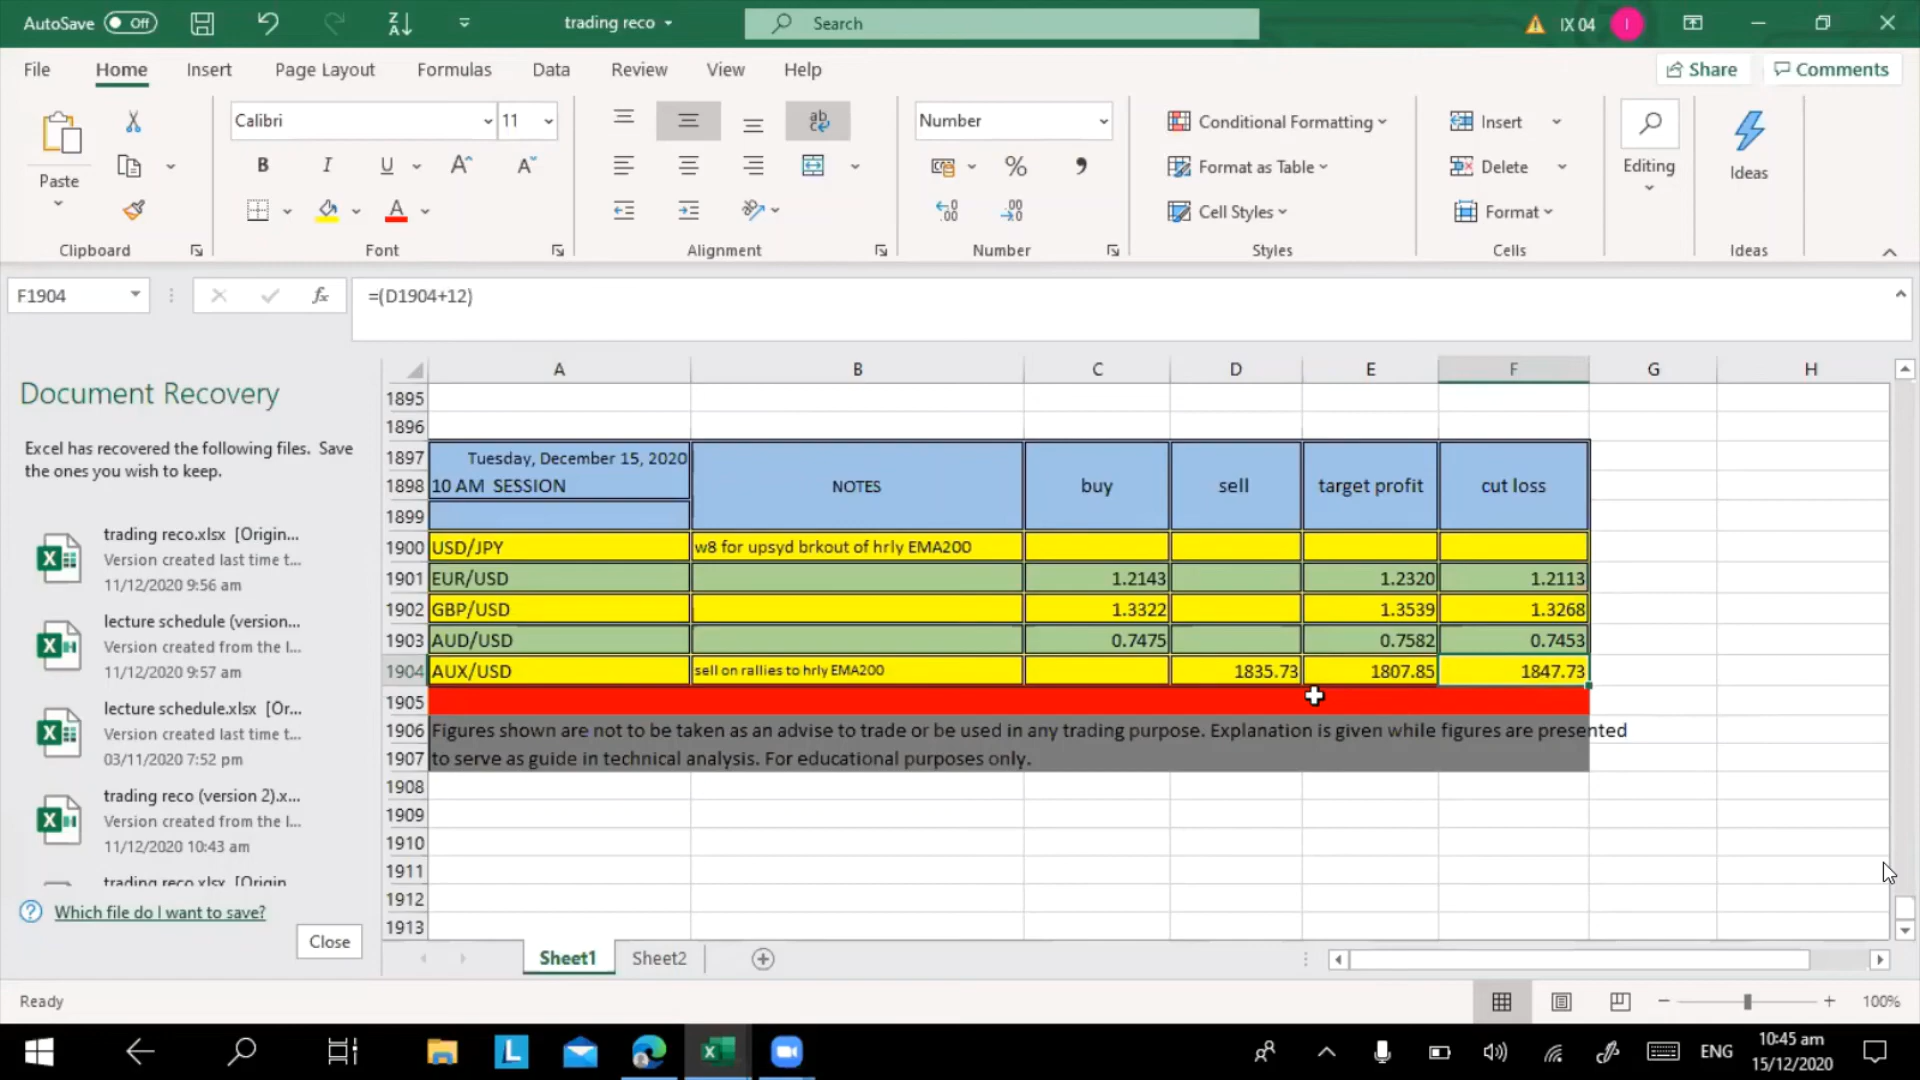 AutoSave Off trading reco Search IX 04 I
File Home Insert Page Layout Formulas Data Review View Help Share Comments
Calibri 11 ab Number Conditional Formatting Insert
Paste B I U A A % , Format as Table Delete Editing Ideas
A Cell Styles Format
Clipboard Font Alignment Number Styles Cells Ideas
F1904 fx =(D1904+12)
A B C D E F G H
Document Recovery
Excel has recovered the following files. Save
the ones you wish to keep.
trading reco.xlsx [Origin...
Version created last time t...
11/12/2020 9:56 am
lecture schedule (version...
Version created from the l...
11/12/2020 9:57 am
lecture schedule.xlsx [Or...
Version created last time t...
03/11/2020 7:52 pm
trading reco (version 2).x...
Version created from the l...
11/12/2020 10:43 am
trading reco.xlsx [Origin
Which file do I want to save?
Close
1895
1896
1897 Tuesday, December 15, 2020
1898 10 AM SESSION NOTES buy sell target profit cut loss
1899
1900 USD/JPY w8 for upsyd brkout of hrly EMA200
1901 EUR/USD 1.2143 1.2320 1.2113
1902 GBP/USD 1.3322 1.3539 1.3268
1903 AUD/USD 0.7475 0.7582 0.7453
1904 AUX/USD sell on rallies to hrly EMA200 1835.73 1807.85 1847.73
1905
1906 Figures shown are not to be taken as an advise to trade or be used in any trading purpose. Explanation is given while figures are presented
1907 to serve as guide in technical analysis. For educational purposes only.
1908
1909
1910
1911
1912
1913
Sheet1 Sheet2
Ready 100%
ENG 10:45 am
15/12/2020